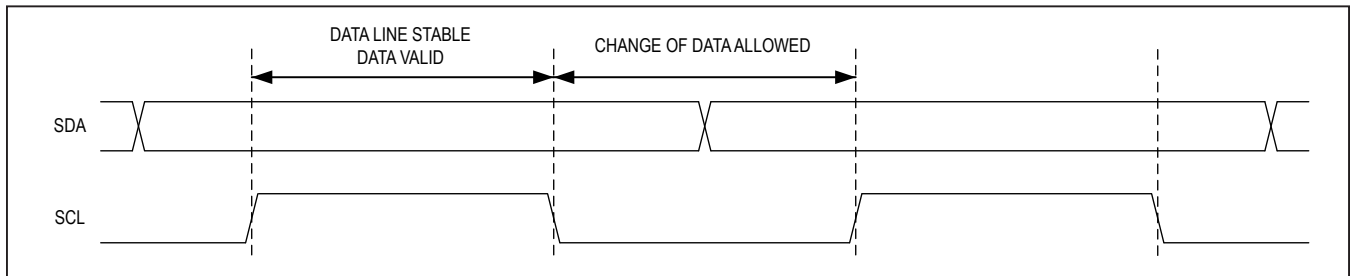 DATA LINE STABLE
DATA VALID
CHANGE OF DATA ALLOWED
SDA
SCL